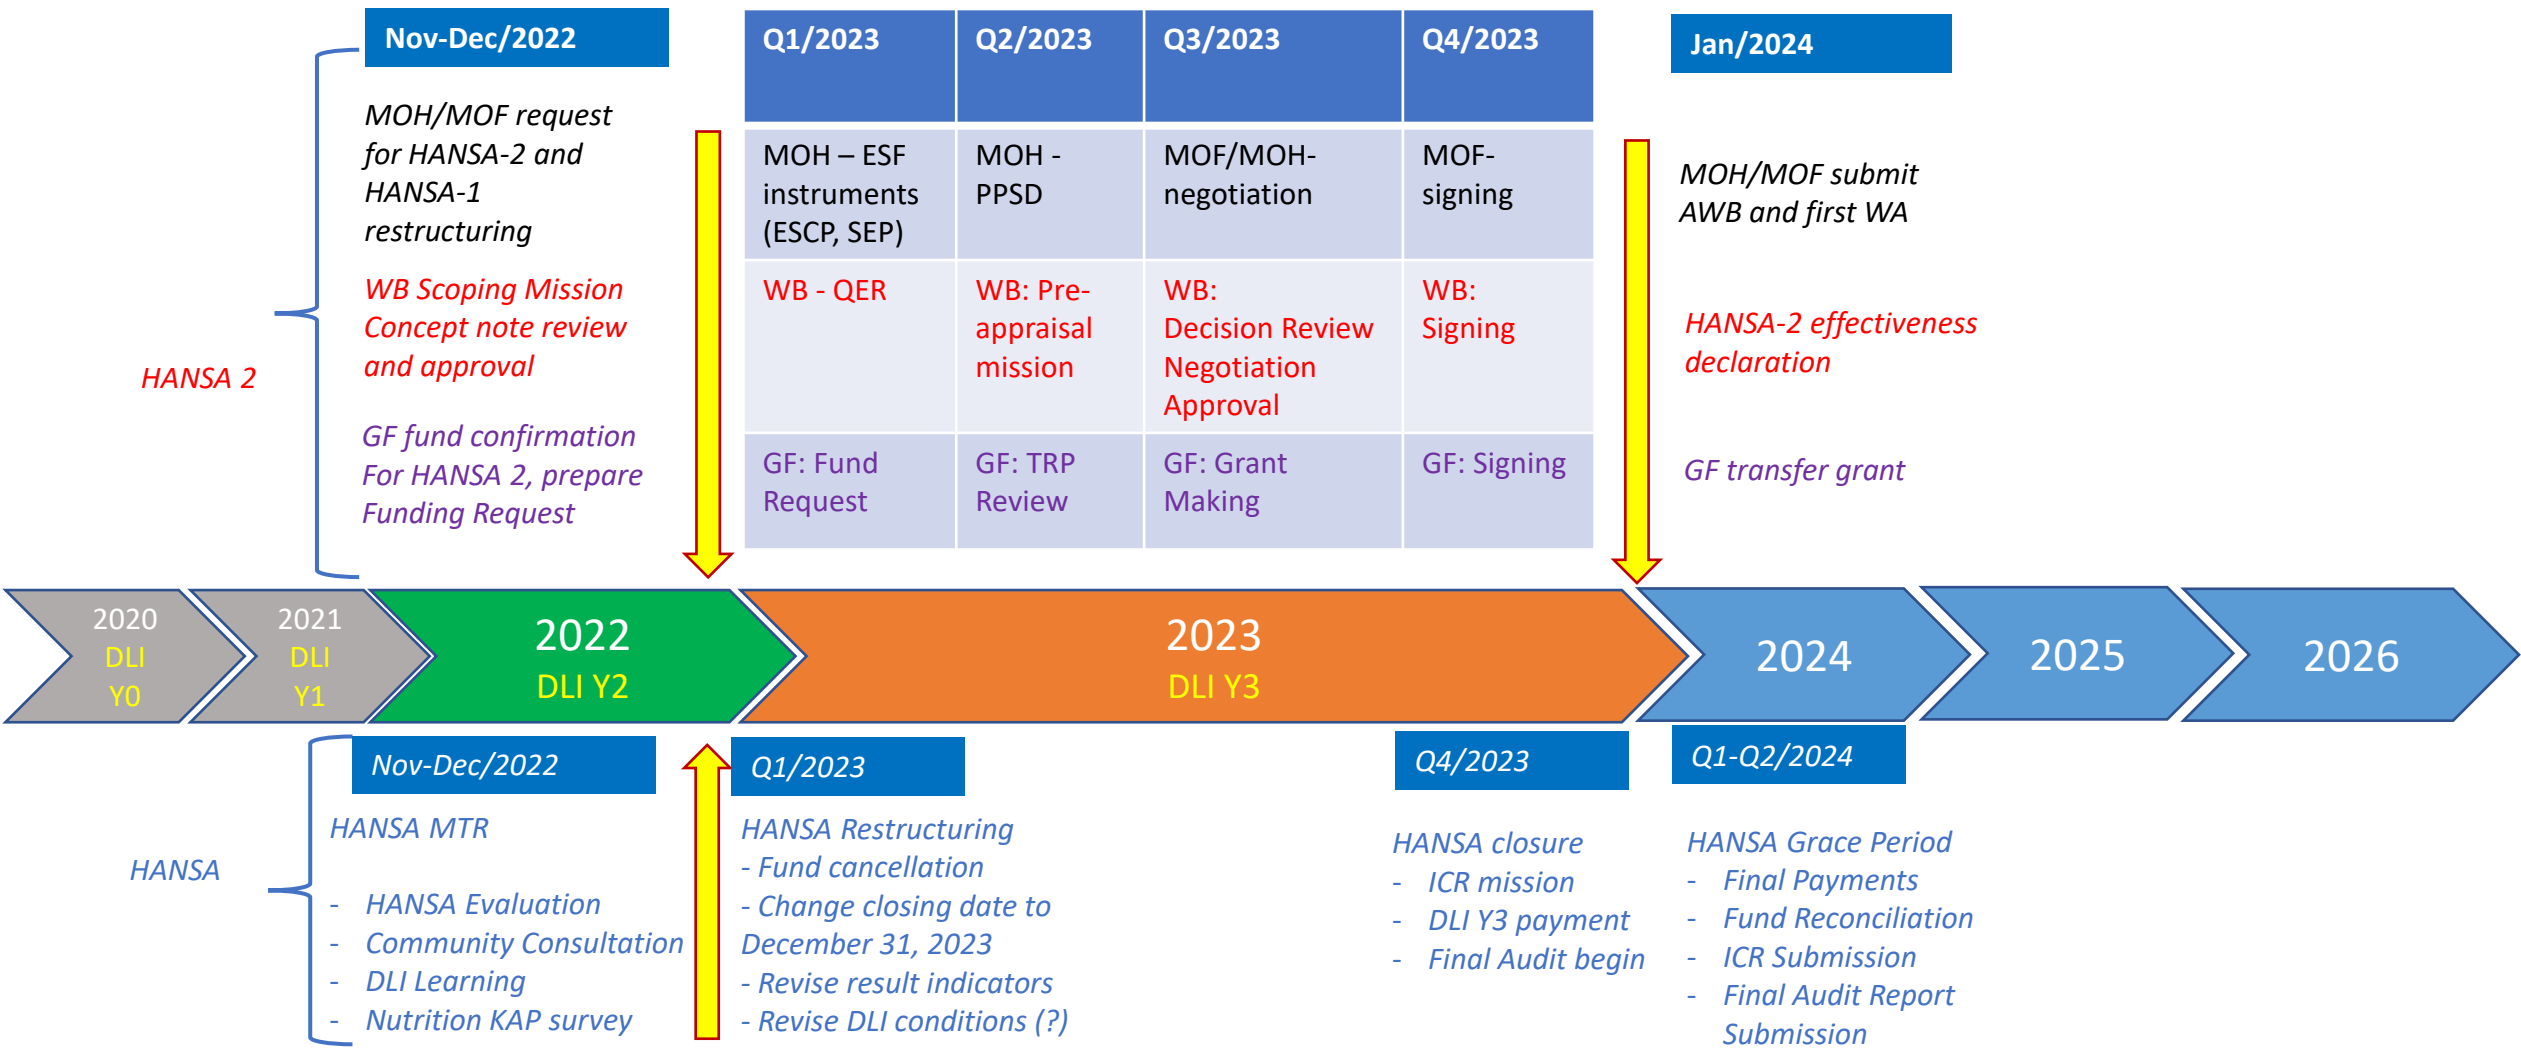 Nov-Dec/2022
MOH/MOF request
for HANSA-2 and
HANSA-1
restructuring
WB Scoping Mission
Concept note review
and approval
GF fund confirmation
For HANSA 2, prepare
Funding Request
HANSA 2
Q1/2023
Q2/2023
Q3/2023
Q4/2023
MOH – ESF
instruments
(ESCP, SEP)
MOH -
PPSD
MOF/MOH-
negotiation
MOF-
signing
WB - QER
WB: Pre-
appraisal
mission
WB:
Decision Review
Negotiation
Approval
WB:
Signing
GF: Fund
Request
GF: TRP
Review
GF: Grant
Making
GF: Signing
Jan/2024
MOH/MOF submit
AWB and first WA
HANSA-2 effectiveness
declaration
GF transfer grant
2020
DLI
Y0
2021
DLI
Y1
2022
DLI Y2
2023
DLI Y3
2024
2025
2026
HANSA
Nov-Dec/2022
HANSA MTR
- HANSA Evaluation
- Community Consultation
- DLI Learning
- Nutrition KAP survey
Q1/2023
HANSA Restructuring
- Fund cancellation
- Change closing date to
December 31, 2023
- Revise result indicators
- Revise DLI conditions (?)
Q4/2023
HANSA closure
- ICR mission
- DLI Y3 payment
- Final Audit begin
Q1-Q2/2024
HANSA Grace Period
- Final Payments
- Fund Reconciliation
- ICR Submission
- Final Audit Report
Submission